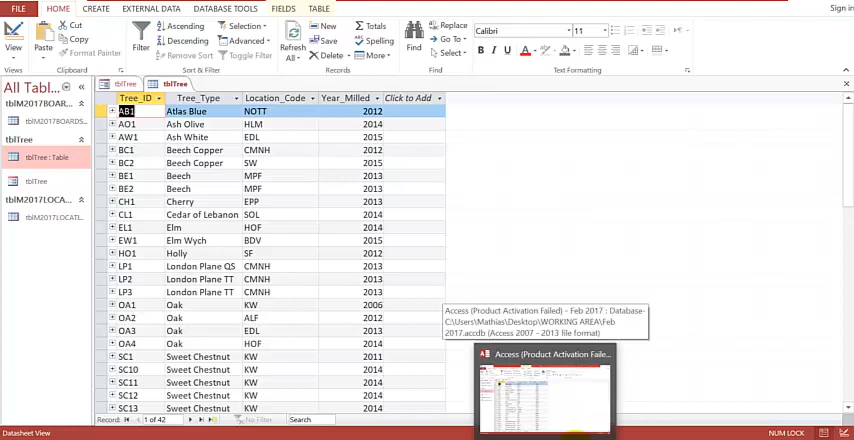 FILE HOME CREATE EXTERNAL DATA DATABASE TOOLS FIELDS TABLE Sign in
View Paste Cut Copy Format Painter
Filter Ascending Descending Remove Sort Selection Advanced Toggle Filter
Refresh All New Save Delete Totals Spelling More
Find Replace Go To Select
Calibri 11
B I U A
Views Clipboard Sort & Filter Records Find Text Formatting
All Tabl...
tblM2017BOAR...
tblM2017BOARDS...
tblTree
tblTree : Table
tblTree
tblM2017LOCA...
tblM2017LOCATI...
tblTree tblTree
Tree_ID Tree_Type Location_Code Year_Milled Click to Add
AB1 Atlas Blue NOTT 2012
AO1 Ash Olive HLM 2014
AW1 Ash White EDL 2015
BC1 Beech Copper CMNH 2012
BC2 Beech Copper SW 2015
BE1 Beech MPF 2013
BE2 Beech MPF 2013
CH1 Cherry EPP 2013
CL1 Cedar of Lebanon SOL 2014
EL1 Elm HOF 2014
EW1 Elm Wych BDV 2015
HO1 Holly SF 2012
LP1 London Plane QS CMNH 2013
LP2 London Plane TT CMNH 2013
LP3 London Plane TT CMNH 2013
OA1 Oak KW 2006
OA2 Oak ALF 2012
OA3 Oak EDL 2013
OA4 Oak HOF 2014
SC1 Sweet Chestnut KW 2011
SC10 Sweet Chestnut KW 2014
SC11 Sweet Chestnut KW 2014
SC12 Sweet Chestnut KW 2014
SC13 Sweet Chestnut KW 2014
Access (Product Activation Failed) - Feb 2017 : Database-
C:\Users\Mathias\Desktop\WORKING AREA\Feb
2017.accdb (Access 2007 - 2013 file format)
Access (Product Activation Faile...
Record: 1 of 42 No Filter Search
Datasheet View NUM LOCK